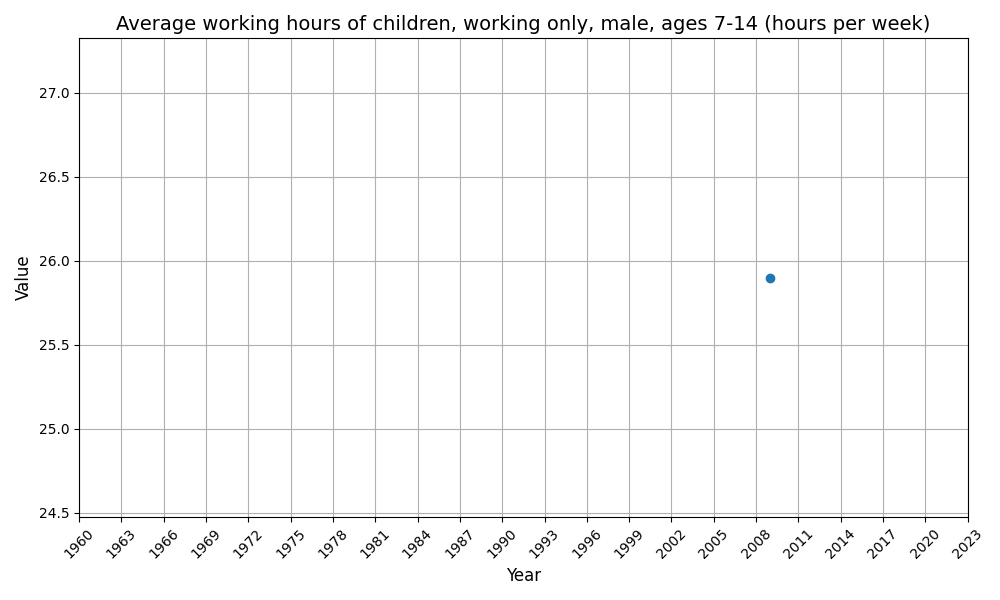 Average working hours of children, working only, male, ages 7-14 (hours per week)
Value
27.0
26.5
26.0
25.5
25.0
24.5
1960 1963 1966 1969 1972 1975 1978 1981 1984 1987 1990 1993 1996 1999 2002 2005 2008 2011 2014 2017 2020 2023
Year